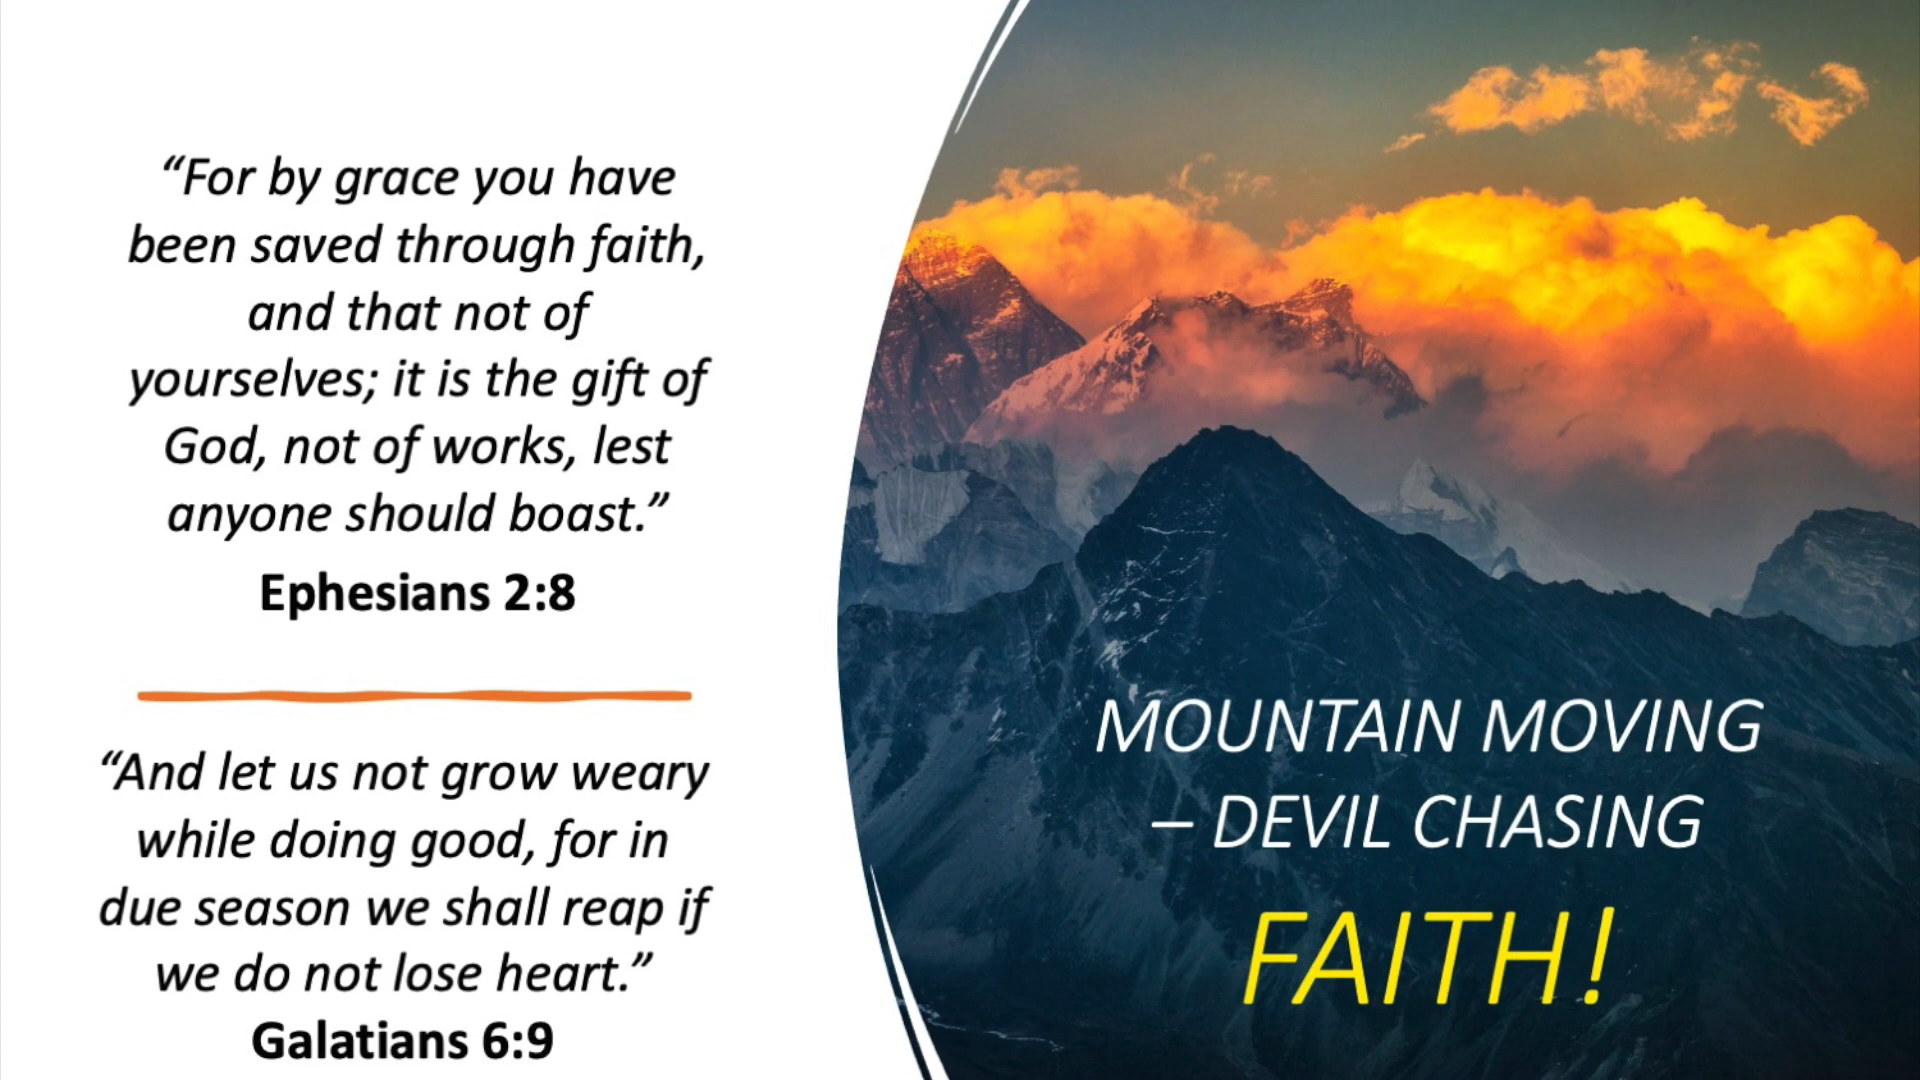 “For by grace you have
been saved through faith,
and that not of
yourselves; it is the gift of
God, not of works, lest
anyone should boast.”
Ephesians 2:8
“And let us not grow weary
while doing good, for in
due season we shall reap if
we do not lose heart.”
Galatians 6:9
MOUNTAIN MOVING
– DEVIL CHASING
FAITH!